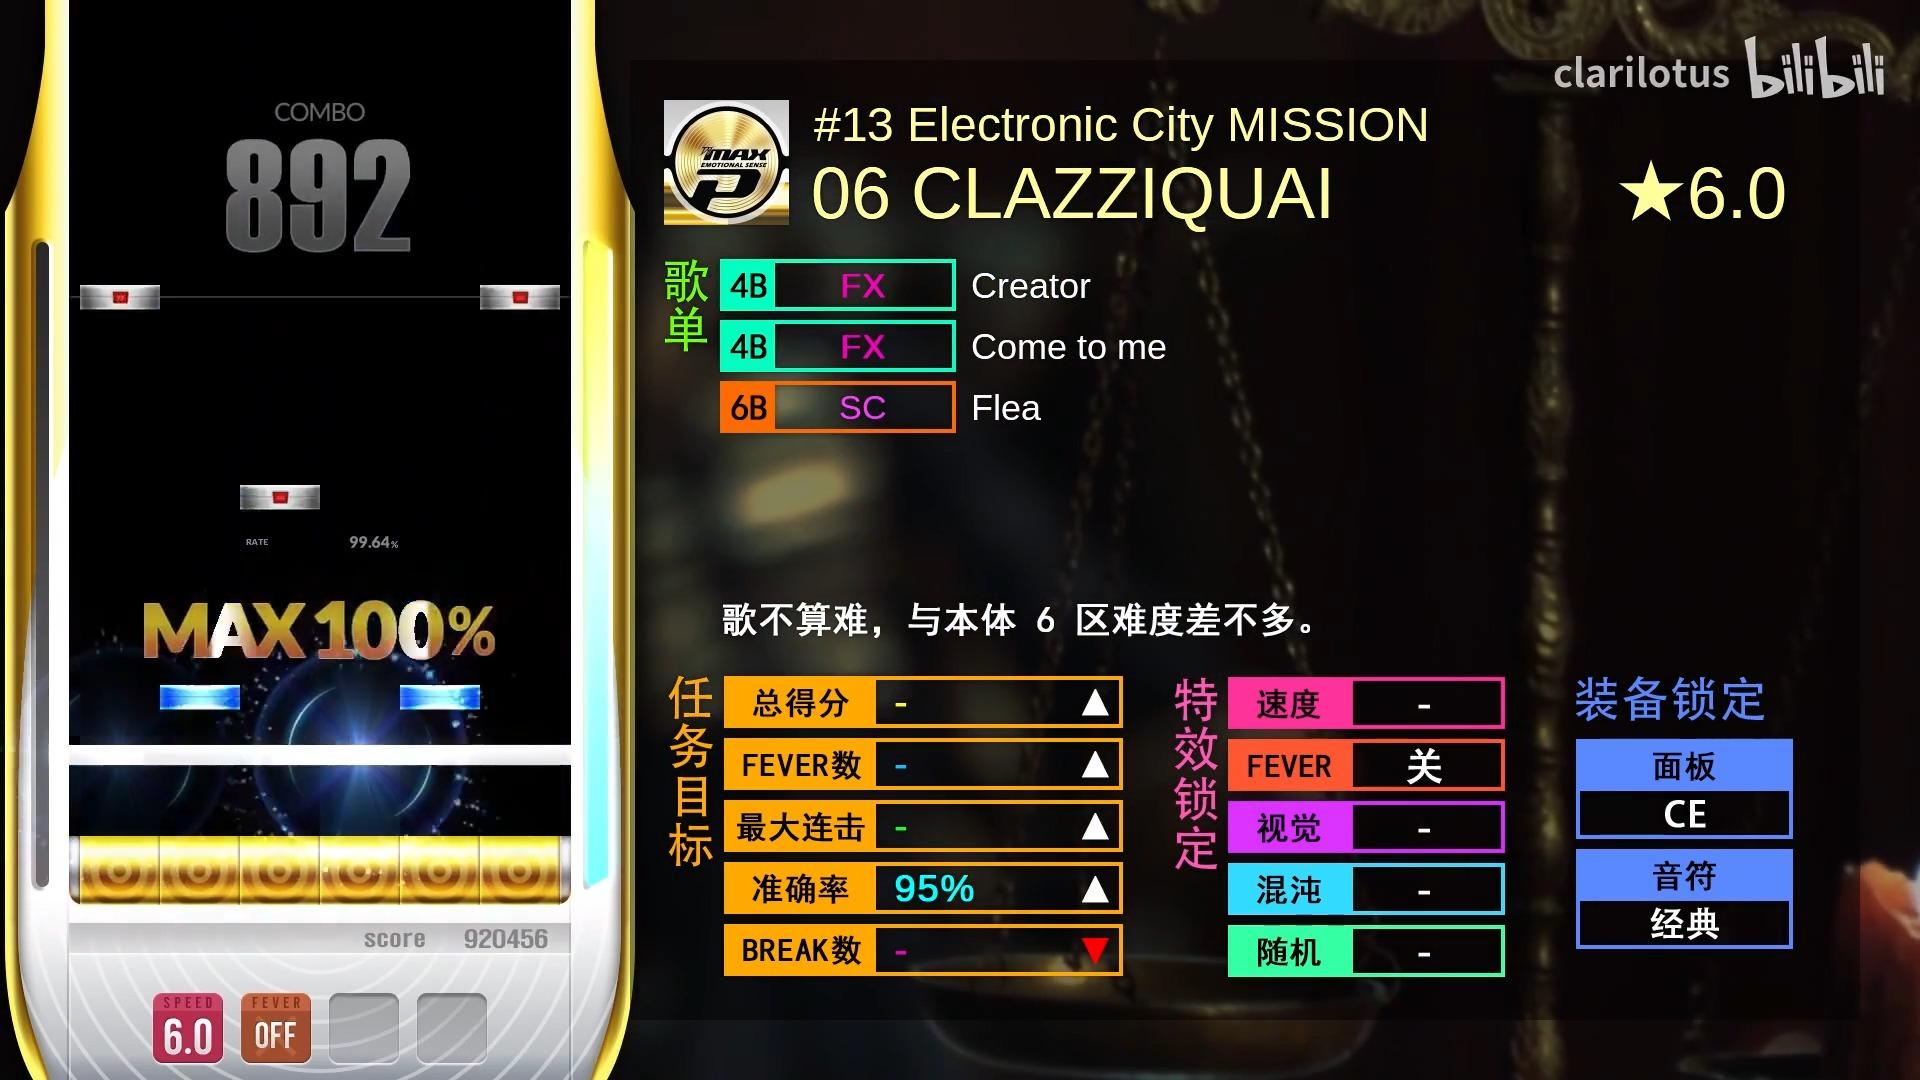 clarilotus bilibili
COMBO
892
RATE 99.64%
MAX 100%
score 920456
SPEED
6.0
FEVER
OFF
MAX
EMOTIONAL SENSE
#13 Electronic City MISSION
06 CLAZZIQUAI
★6.0
歌单
4B FX Creator
4B FX Come to me
6B SC Flea
歌不算难，与本体 6 区难度差不多。
任务目标
总得分 - ▲
FEVER数 - ▲
最大连击 - ▲
准确率 95% ▲
BREAK数 - ▼
特效锁定
速度 -
FEVER 关
视觉 -
混沌 -
随机 -
装备锁定
面板
CE
音符
经典